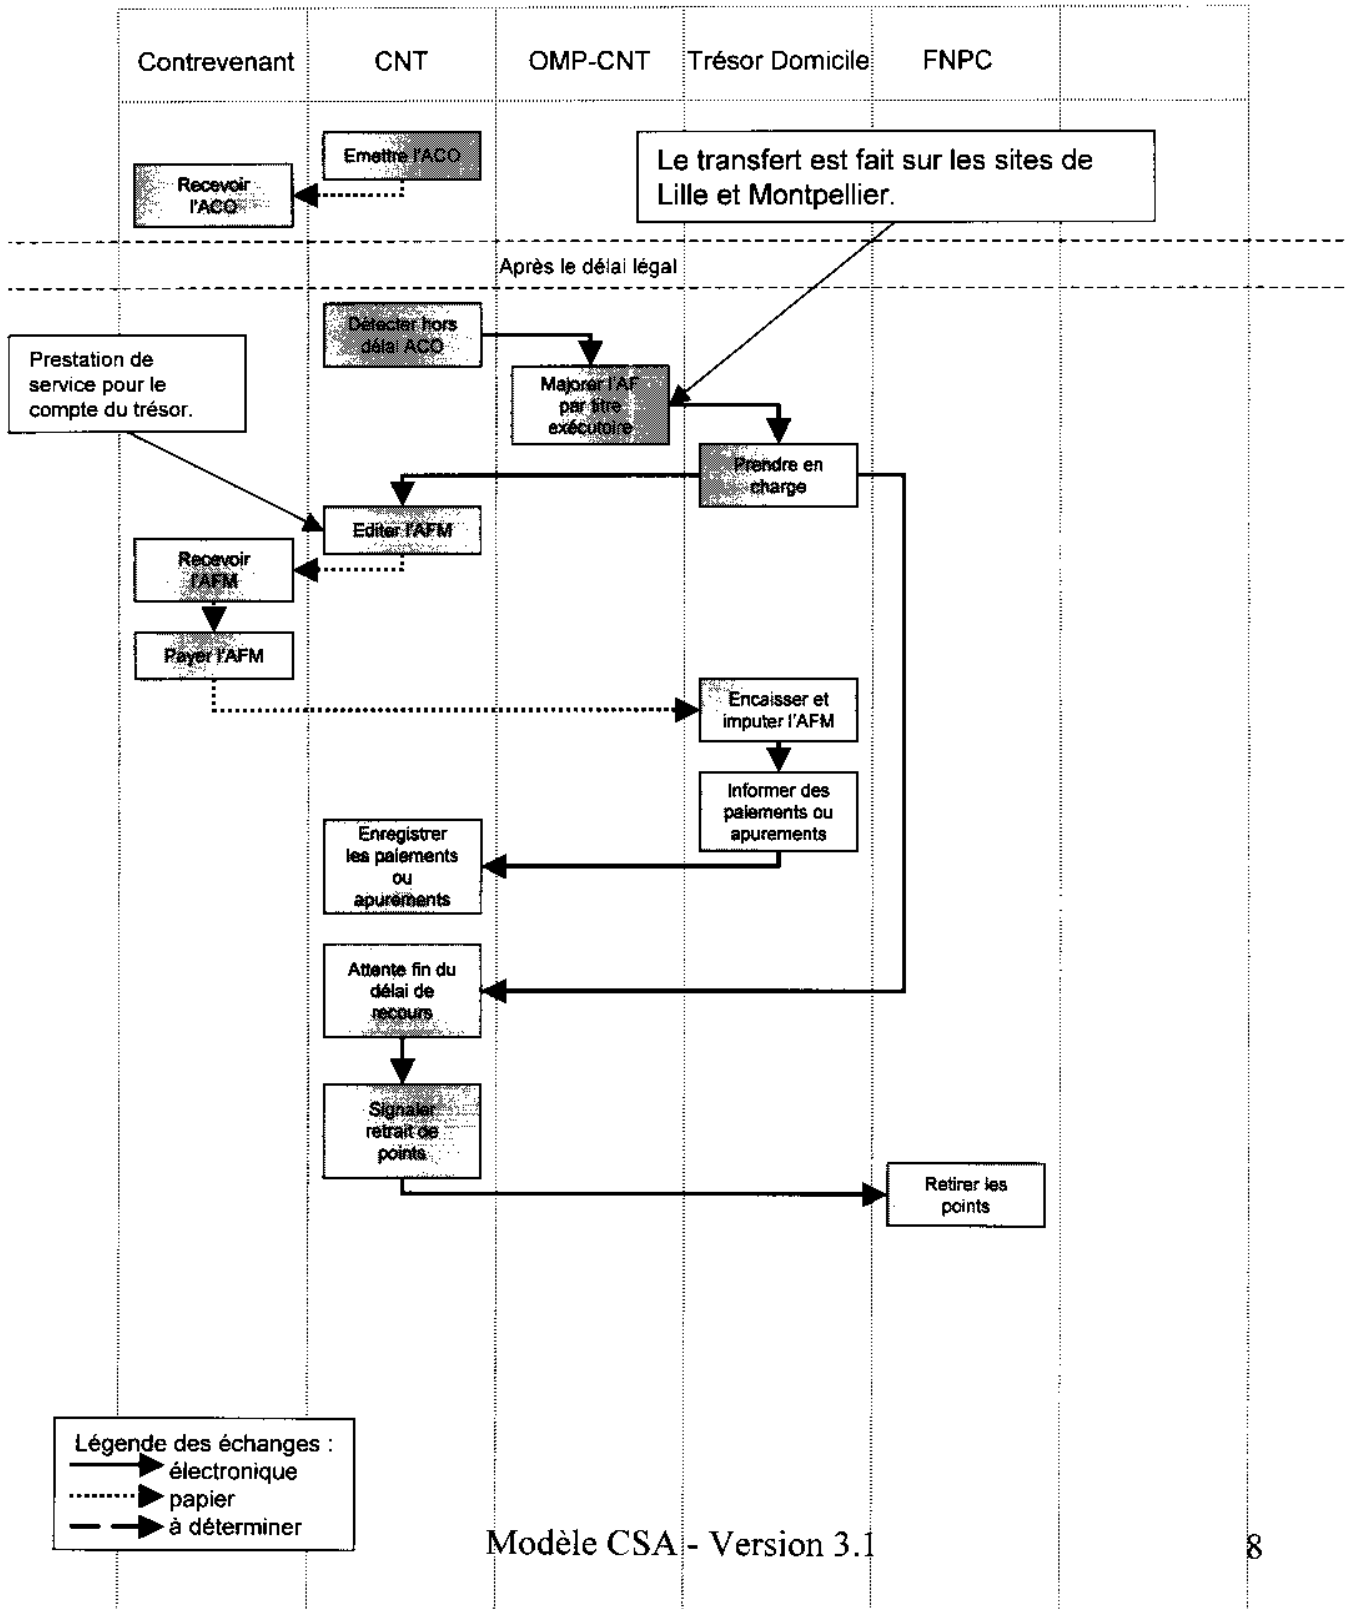 Contrevenant
CNT
OMP-CNT
Trésor Domicile
FNPC
Emettre l'ACO
Le transfert est fait sur les sites de
Lille et Montpellier.
Recevoir
l'ACO
Après le délai légal
Détecter hors
délai ACO
Prestation de
service pour le
compte du trésor.
Majorer l'AF
par titre
exécutoire
Prendre en
charge
Editer l'AFM
Recevoir
l'AFM
Payer l'AFM
Encaisser et
imputer l'AFM
Informer des
paiements ou
apurements
Enregistrer
les paiements
ou
apurements
Attente fin du
délai de
recours
Signaler
retrait de
points
Retirer les
points
Légende des échanges :
électronique
papier
à déterminer
Modèle CSA - Version 3.1
8